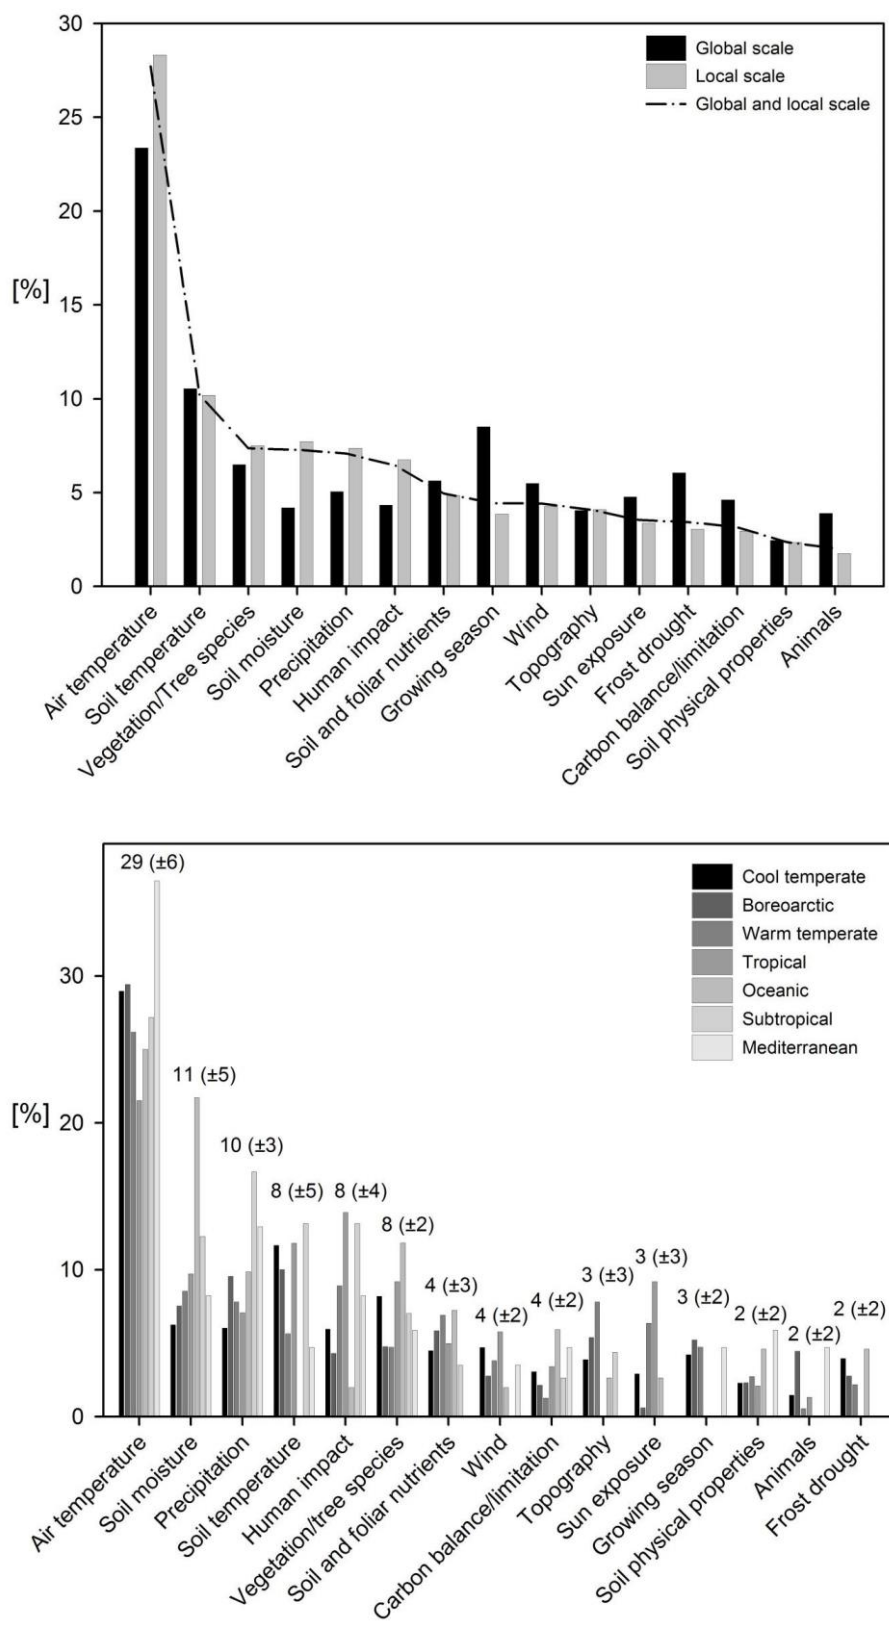 30
25
20
15
10
5
0
[%]
Global scale
Local scale
Global and local scale
Air temperature
Soil temperature
Vegetation/Tree species
Soil moisture
Precipitation
Human impact
Soil and foliar nutrients
Growing season
Wind
Topography
Sun exposure
Frost drought
Carbon balance/limitation
Soil physical properties
Animals
30
20
10
0
[%]
29 (±6)
11 (±5)
10 (±3)
8 (±5)
8 (±4)
8 (±2)
4 (±3)
4 (±2)
4 (±2)
3 (±3)
3 (±3)
3 (±2)
2 (±2)
2 (±2)
2 (±2)
Cool temperate
Boreoarctic
Warm temperate
Tropical
Oceanic
Subtropical
Mediterranean
Air temperature
Soil moisture
Precipitation
Soil temperature
Human impact
Vegetation/tree species
Soil and foliar nutrients
Wind
Carbon balance/limitation
Topography
Sun exposure
Growing season
Soil physical properties
Animals
Frost drought